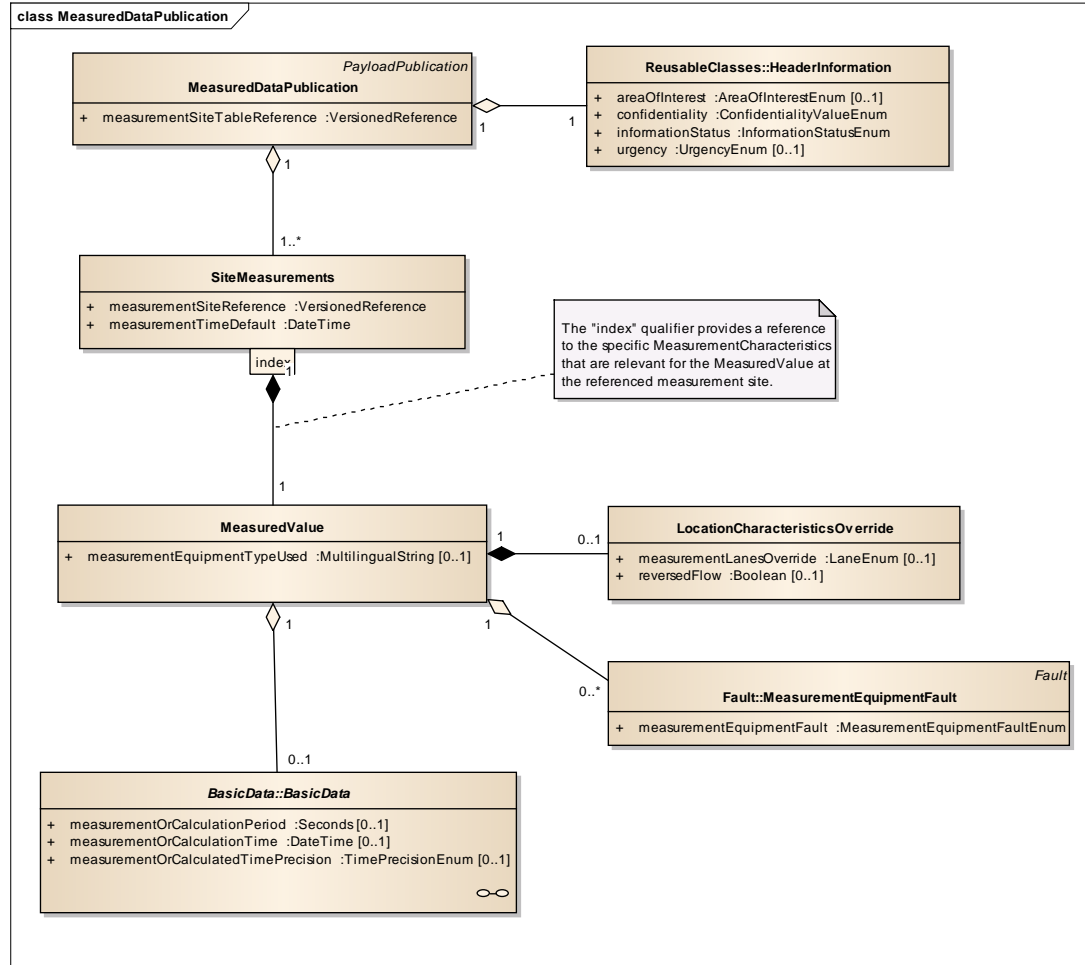 class MeasuredDataPublication
PayloadPublication
MeasuredDataPublication
+ measurementSiteTableReference :VersionedReference
ReusableClasses::HeaderInformation
+ areaOfInterest :AreaOfInterestEnum [0..1]
+ confidentiality :ConfidentialityValueEnum
+ informationStatus :InformationStatusEnum
+ urgency :UrgencyEnum [0..1]
1
1
1
1..*
SiteMeasurements
+ measurementSiteReference :VersionedReference
+ measurementTimeDefault :DateTime
index
1
The "index" qualifier provides a reference
to the specific MeasurementCharacteristics
that are relevant for the MeasuredValue at
the referenced measurement site.
1
MeasuredValue
+ measurementEquipmentTypeUsed :MultilingualString [0..1]
1
0..1
LocationCharacteristicsOverride
+ measurementLanesOverride :LaneEnum [0..1]
+ reversedFlow :Boolean [0..1]
1
1
0..*
Fault
Fault::MeasurementEquipmentFault
+ measurementEquipmentFault :MeasurementEquipmentFaultEnum
0..1
BasicData::BasicData
+ measurementOrCalculationPeriod :Seconds [0..1]
+ measurementOrCalculationTime :DateTime [0..1]
+ measurementOrCalculatedTimePrecision :TimePrecisionEnum [0..1]